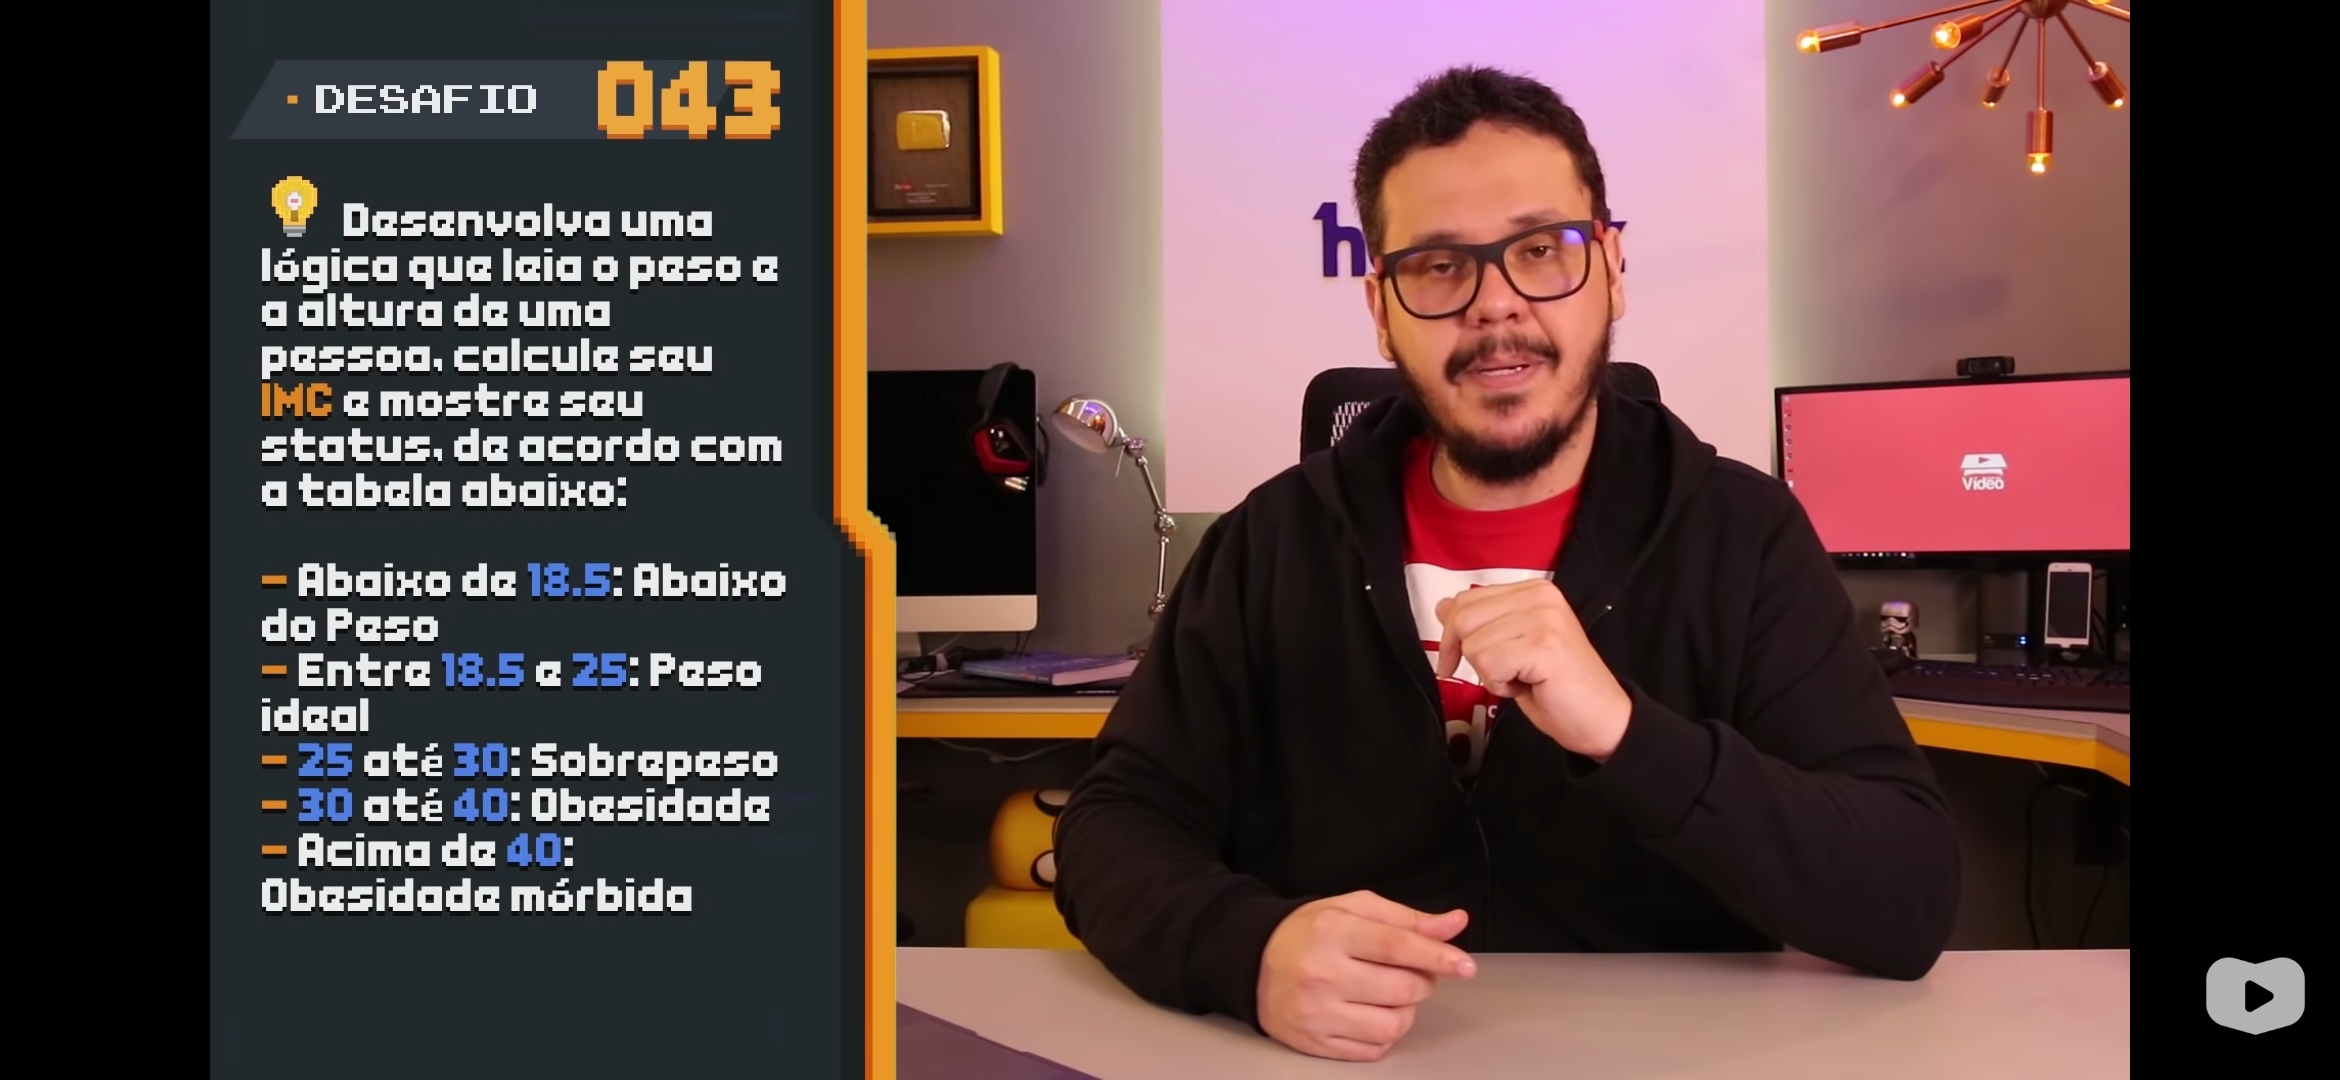 DESAFIO 043
Desenvolva uma
lógica que leia o peso e
a altura de uma
pessoa, calcule seu
IMC e mostre seu
status, de acordo com
a tabela abaixo:
- Abaixo de 18.5: Abaixo
do Peso
- Entre 18.5 e 25: Peso
ideal
- 25 até 30: Sobrepeso
- 30 até 40: Obesidade
- Acima de 40:
Obesidade mórbida
Vídeo